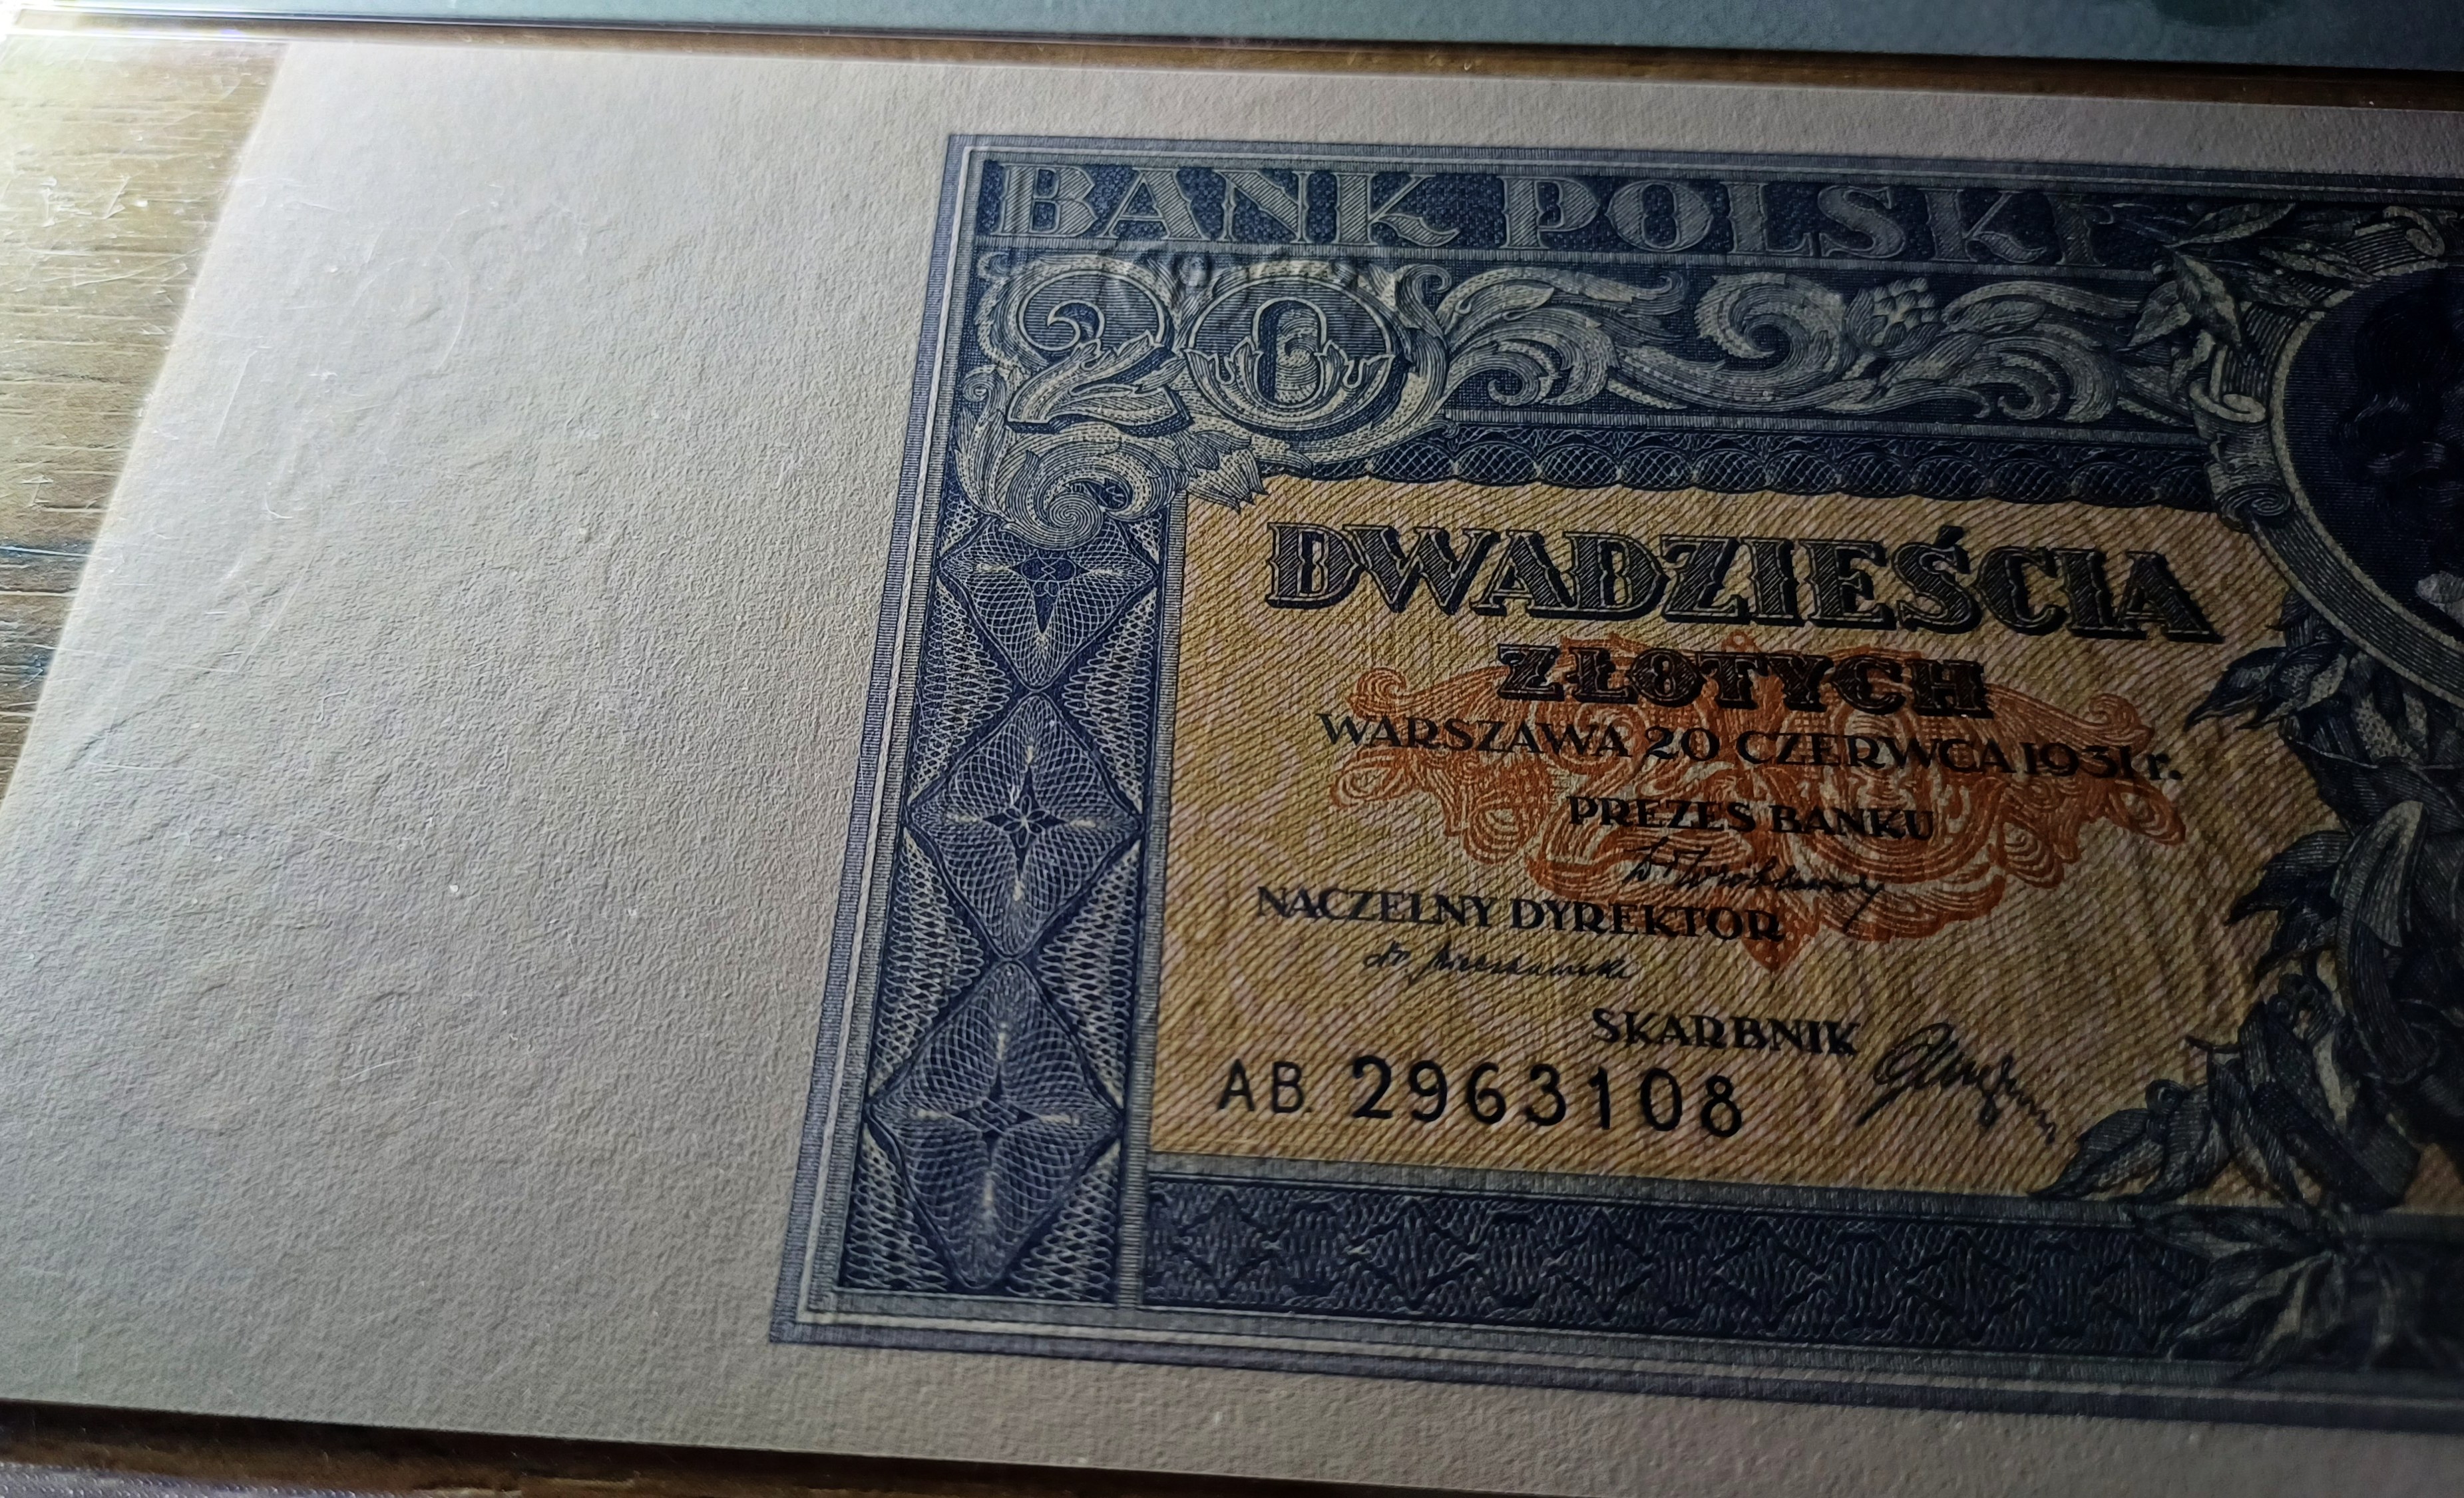 BANK POLSKI
20
DWADZIEŚCIA
ZŁOTYCH
WARSZAWA 20 CZERWCA 1931 r.
PREZES BANKU
NACZELNY DYREKTOR
SKARBNIK
AB. 2963108